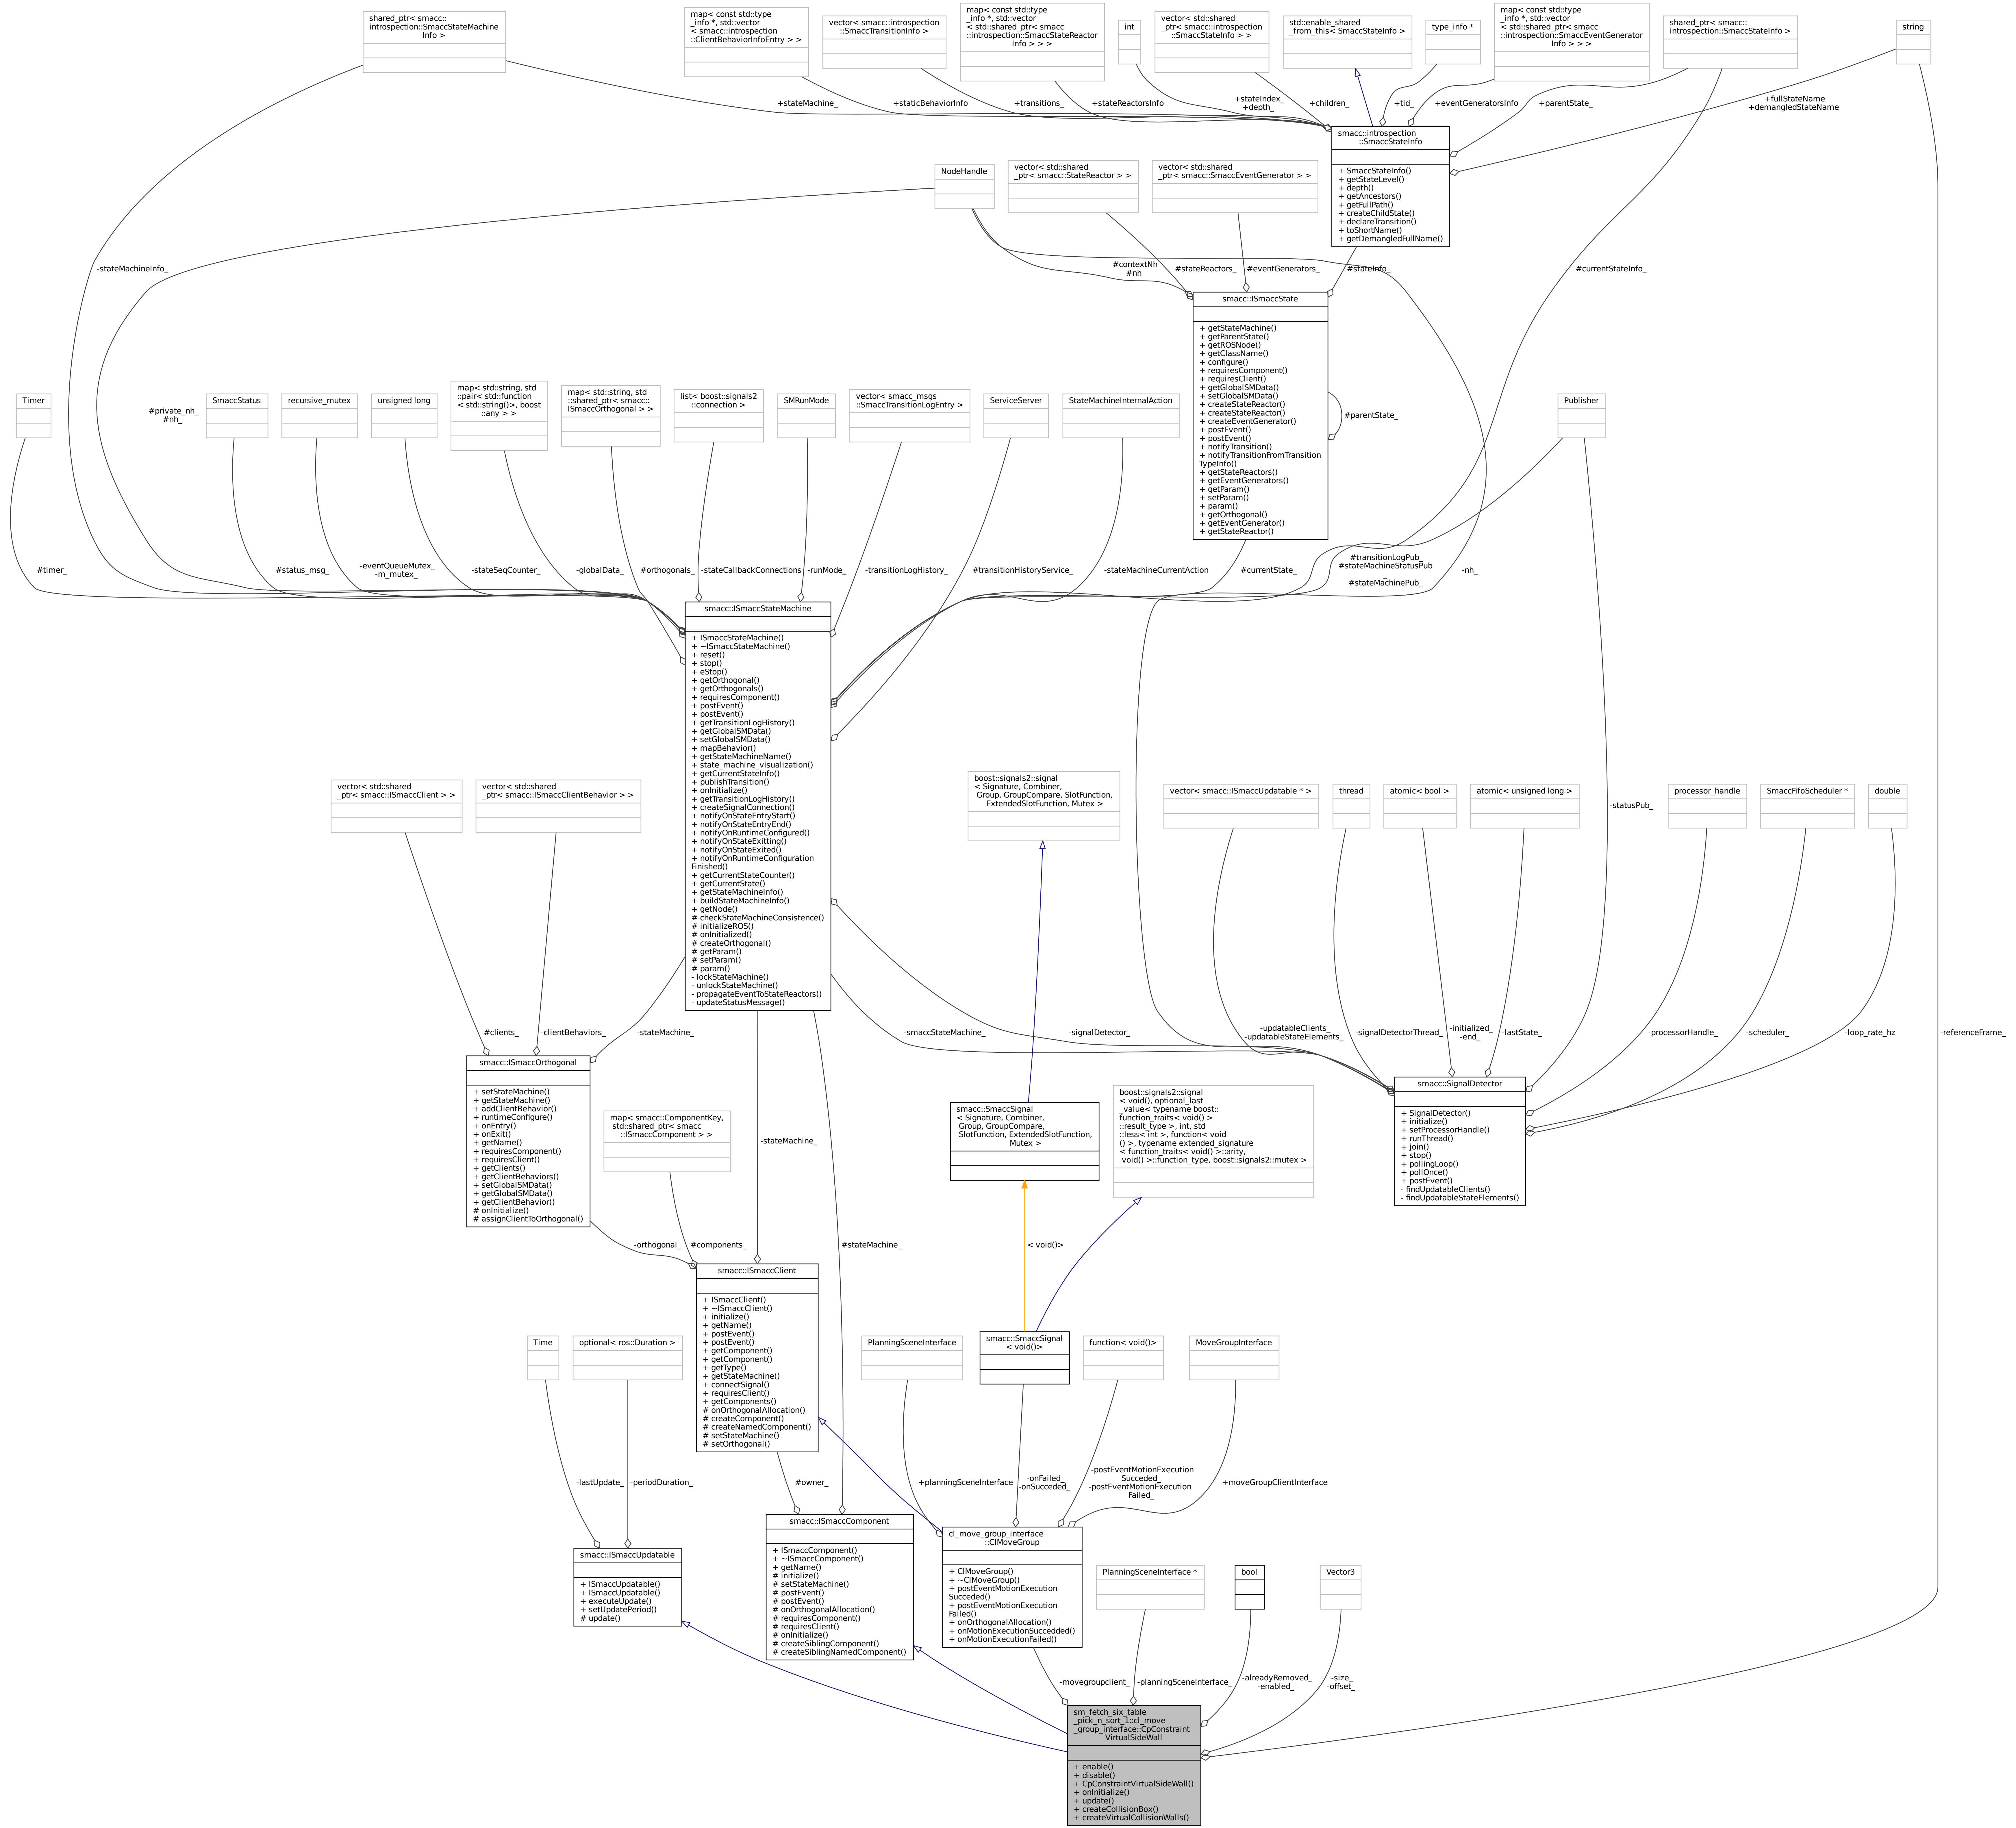 shared_ptr< smacc::
introspection::SmaccStateMachine
Info >
map< const std::type
_info *, std::vector
< smacc::introspection
::ClientBehaviorInfoEntry > >
vector< smacc::introspection
::SmaccTransitionInfo >
map< const std::type
_info *, std::vector
< std::shared_ptr< smacc
::introspection::SmaccStateReactor
Info > > >
int
vector< std::shared
_ptr< smacc::introspection
::SmaccStateInfo > >
std::enable_shared
_from_this< SmaccStateInfo >
type_info *
map< const std::type
_info *, std::vector
< std::shared_ptr< smacc
::introspection::SmaccEventGenerator
Info > > >
shared_ptr< smacc::
introspection::SmaccStateInfo >
string
+stateMachine_
+staticBehaviorInfo
+transitions_
+stateReactorsInfo
+stateIndex_
+depth_
+children_
+tid_
+eventGeneratorsInfo
+parentState_
+fullStateName
+demangledStateName
smacc::introspection
::SmaccStateInfo
+ SmaccStateInfo()
+ getStateLevel()
+ depth()
+ getAncestors()
+ getFullPath()
+ createChildState()
+ declareTransition()
+ toShortName()
+ getDemangledFullName()
NodeHandle
vector< std::shared
_ptr< smacc::StateReactor > >
vector< std::shared
_ptr< smacc::SmaccEventGenerator > >
-stateMachineInfo_
#contextNh
#nh
#stateReactors_
#eventGenerators_
#stateInfo_
#currentStateInfo_
smacc::ISmaccState
+ getStateMachine()
+ getParentState()
+ getROSNode()
+ getClassName()
+ configure()
+ requiresComponent()
+ requiresClient()
+ getGlobalSMData()
+ setGlobalSMData()
+ createStateReactor()
+ createStateReactor()
+ createEventGenerator()
+ postEvent()
+ postEvent()
+ notifyTransition()
+ notifyTransitionFromTransition
TypeInfo()
+ getStateReactors()
+ getEventGenerators()
+ getParam()
+ setParam()
+ param()
+ getOrthogonal()
+ getEventGenerator()
+ getStateReactor()
#parentState_
Timer
#private_nh_
#nh_
SmaccStatus
recursive_mutex
unsigned long
map< std::string, std
::pair< std::function
< std::string()>, boost
::any > >
map< std::string, std
::shared_ptr< smacc::
ISmaccOrthogonal > >
list< boost::signals2
::connection >
SMRunMode
vector< smacc_msgs
::SmaccTransitionLogEntry >
ServiceServer
StateMachineInternalAction
Publisher
#timer_
#status_msg_
-eventQueueMutex_
-m_mutex_
-stateSeqCounter_
-globalData_
#orthogonals_
-stateCallbackConnections
-runMode_
-transitionLogHistory_
#transitionHistoryService_
-stateMachineCurrentAction
#currentState_
#transitionLogPub_
#stateMachineStatusPub
_
#stateMachinePub_
-nh_
smacc::ISmaccStateMachine
+ ISmaccStateMachine()
+ ~ISmaccStateMachine()
+ reset()
+ stop()
+ eStop()
+ getOrthogonal()
+ getOrthogonals()
+ requiresComponent()
+ postEvent()
+ postEvent()
+ getTransitionLogHistory()
+ getGlobalSMData()
+ setGlobalSMData()
+ mapBehavior()
+ getStateMachineName()
+ state_machine_visualization()
+ getCurrentStateInfo()
+ publishTransition()
+ onInitialize()
+ getTransitionLogHistory()
+ createSignalConnection()
+ notifyOnStateEntryStart()
+ notifyOnStateEntryEnd()
+ notifyOnRuntimeConfigured()
+ notifyOnStateExitting()
+ notifyOnStateExited()
+ notifyOnRuntimeConfiguration
Finished()
+ getCurrentStateCounter()
+ getCurrentState()
+ getStateMachineInfo()
+ buildStateMachineInfo()
+ getNode()
# checkStateMachineConsistence()
# initializeROS()
# onInitialized()
# createOrthogonal()
# getParam()
# setParam()
# param()
- lockStateMachine()
- unlockStateMachine()
- propagateEventToStateReactors()
- updateStatusMessage()
vector< std::shared
_ptr< smacc::ISmaccClient > >
vector< std::shared
_ptr< smacc::ISmaccClientBehavior > >
boost::signals2::signal
< Signature, Combiner,
Group, GroupCompare, SlotFunction,
ExtendedSlotFunction, Mutex >
vector< smacc::ISmaccUpdatable * >
thread
atomic< bool >
atomic< unsigned long >
-statusPub_
processor_handle
SmaccFifoScheduler *
double
#clients_
-clientBehaviors_
-stateMachine_
-smaccStateMachine_
-signalDetector_
-updatableClients_
-updatableStateElements_
-signalDetectorThread_
-initialized_
-end_
-lastState_
-processorHandle_
-scheduler_
-loop_rate_hz
-referenceFrame_
smacc::ISmaccOrthogonal
+ setStateMachine()
+ getStateMachine()
+ addClientBehavior()
+ runtimeConfigure()
+ onEntry()
+ onExit()
+ getName()
+ requiresComponent()
+ requiresClient()
+ getClients()
+ getClientBehaviors()
+ setGlobalSMData()
+ getGlobalSMData()
+ getClientBehavior()
# onInitialize()
# assignClientToOrthogonal()
map< smacc::ComponentKey,
std::shared_ptr< smacc
::ISmaccComponent > >
-stateMachine_
smacc::SmaccSignal
< Signature, Combiner,
Group, GroupCompare,
SlotFunction, ExtendedSlotFunction,
Mutex >
boost::signals2::signal
< void(), optional_last
_value< typename boost::
function_traits< void() >
::result_type >, int, std
::less< int >, function< void
() >, typename extended_signature
< function_traits< void() >::arity,
void() >::function_type, boost::signals2::mutex >
smacc::SignalDetector
+ SignalDetector()
+ initialize()
+ setProcessorHandle()
+ runThread()
+ join()
+ stop()
+ pollingLoop()
+ pollOnce()
+ postEvent()
- findUpdatableClients()
- findUpdatableStateElements()
-orthogonal_
#components_
#stateMachine_
< void()>
smacc::ISmaccClient
+ ISmaccClient()
+ ~ISmaccClient()
+ initialize()
+ getName()
+ postEvent()
+ postEvent()
+ getComponent()
+ getComponent()
+ getType()
+ getStateMachine()
+ connectSignal()
+ requiresClient()
+ getComponents()
# onOrthogonalAllocation()
# createComponent()
# createNamedComponent()
# setStateMachine()
# setOrthogonal()
Time
optional< ros::Duration >
PlanningSceneInterface
smacc::SmaccSignal
< void()>
function< void()>
MoveGroupInterface
-lastUpdate_
-periodDuration_
#owner_
+planningSceneInterface
-onFailed_
-onSucceded_
-postEventMotionExecution
Succeded_
-postEventMotionExecution
Failed_
+moveGroupClientInterface
smacc::ISmaccUpdatable
+ ISmaccUpdatable()
+ ISmaccUpdatable()
+ executeUpdate()
+ setUpdatePeriod()
# update()
smacc::ISmaccComponent
+ ISmaccComponent()
+ ~ISmaccComponent()
+ getName()
# initialize()
# setStateMachine()
# postEvent()
# postEvent()
# onOrthogonalAllocation()
# requiresComponent()
# requiresClient()
# onInitialize()
# createSiblingComponent()
# createSiblingNamedComponent()
cl_move_group_interface
::ClMoveGroup
+ ClMoveGroup()
+ ~ClMoveGroup()
+ postEventMotionExecution
Succeded()
+ postEventMotionExecution
Failed()
+ onOrthogonalAllocation()
+ onMotionExecutionSuccedded()
+ onMotionExecutionFailed()
PlanningSceneInterface *
bool
Vector3
-movegroupclient_
-planningSceneInterface_
-alreadyRemoved_
-enabled_
-size_
-offset_
sm_fetch_six_table
_pick_n_sort_1::cl_move
_group_interface::CpConstraint
VirtualSideWall
+ enable()
+ disable()
+ CpConstraintVirtualSideWall()
+ onInitialize()
+ update()
+ createCollisionBox()
+ createVirtualCollisionWalls()